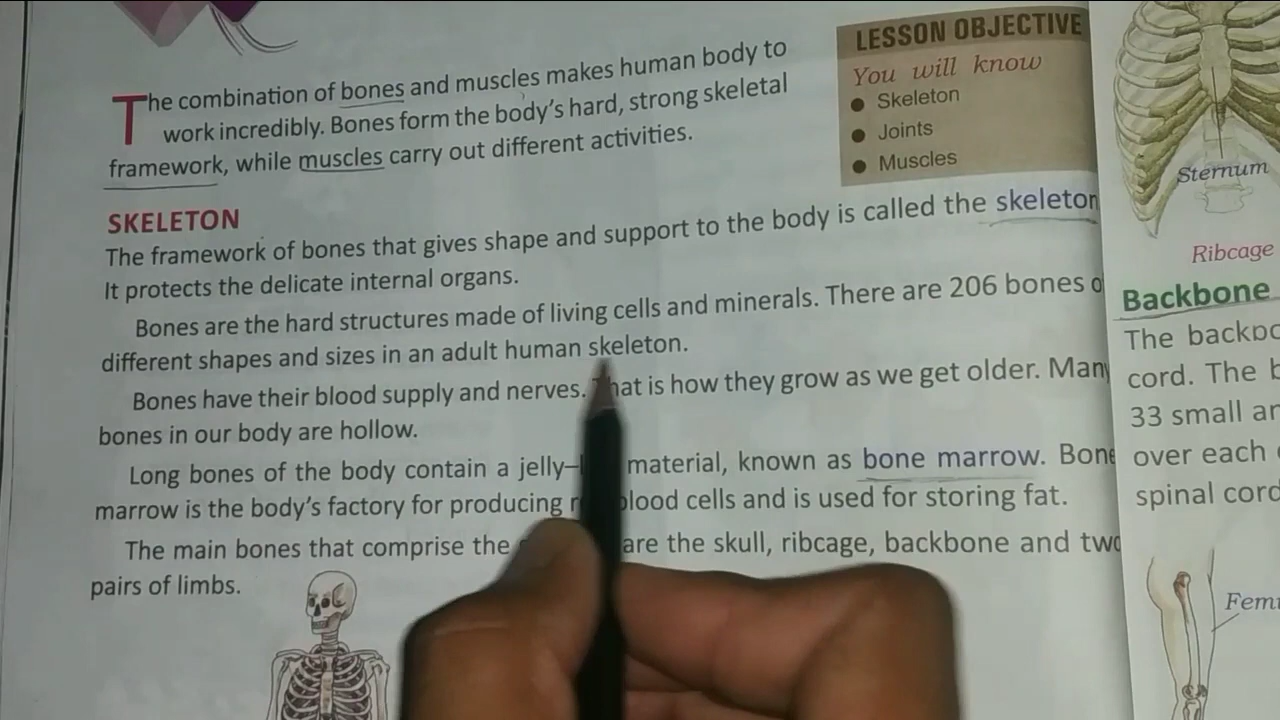 The combination of bones and muscles makes human body to
work incredibly. Bones form the body's hard, strong skeletal
framework, while muscles carry out different activities.
LESSON OBJECTIVE
You will know
● Skeleton
● Joints
● Muscles
SKELETON
The framework of bones that gives shape and support to the body is called the skeleton
It protects the delicate internal organs.
Bones are the hard structures made of living cells and minerals. There are 206 bones
different shapes and sizes in an adult human skeleton.
Bones have their blood supply and nerves. That is how they grow as we get older. Many
bones in our body are hollow.
Long bones of the body contain a jelly– material, known as bone marrow. Bone
marrow is the body's factory for producing blood cells and is used for storing fat.
The main bones that comprise the are the skull, ribcage, backbone and two
pairs of limbs.
Sternum
Ribcage
Backbone
The
cord. The
33 small
over each
spinal cord